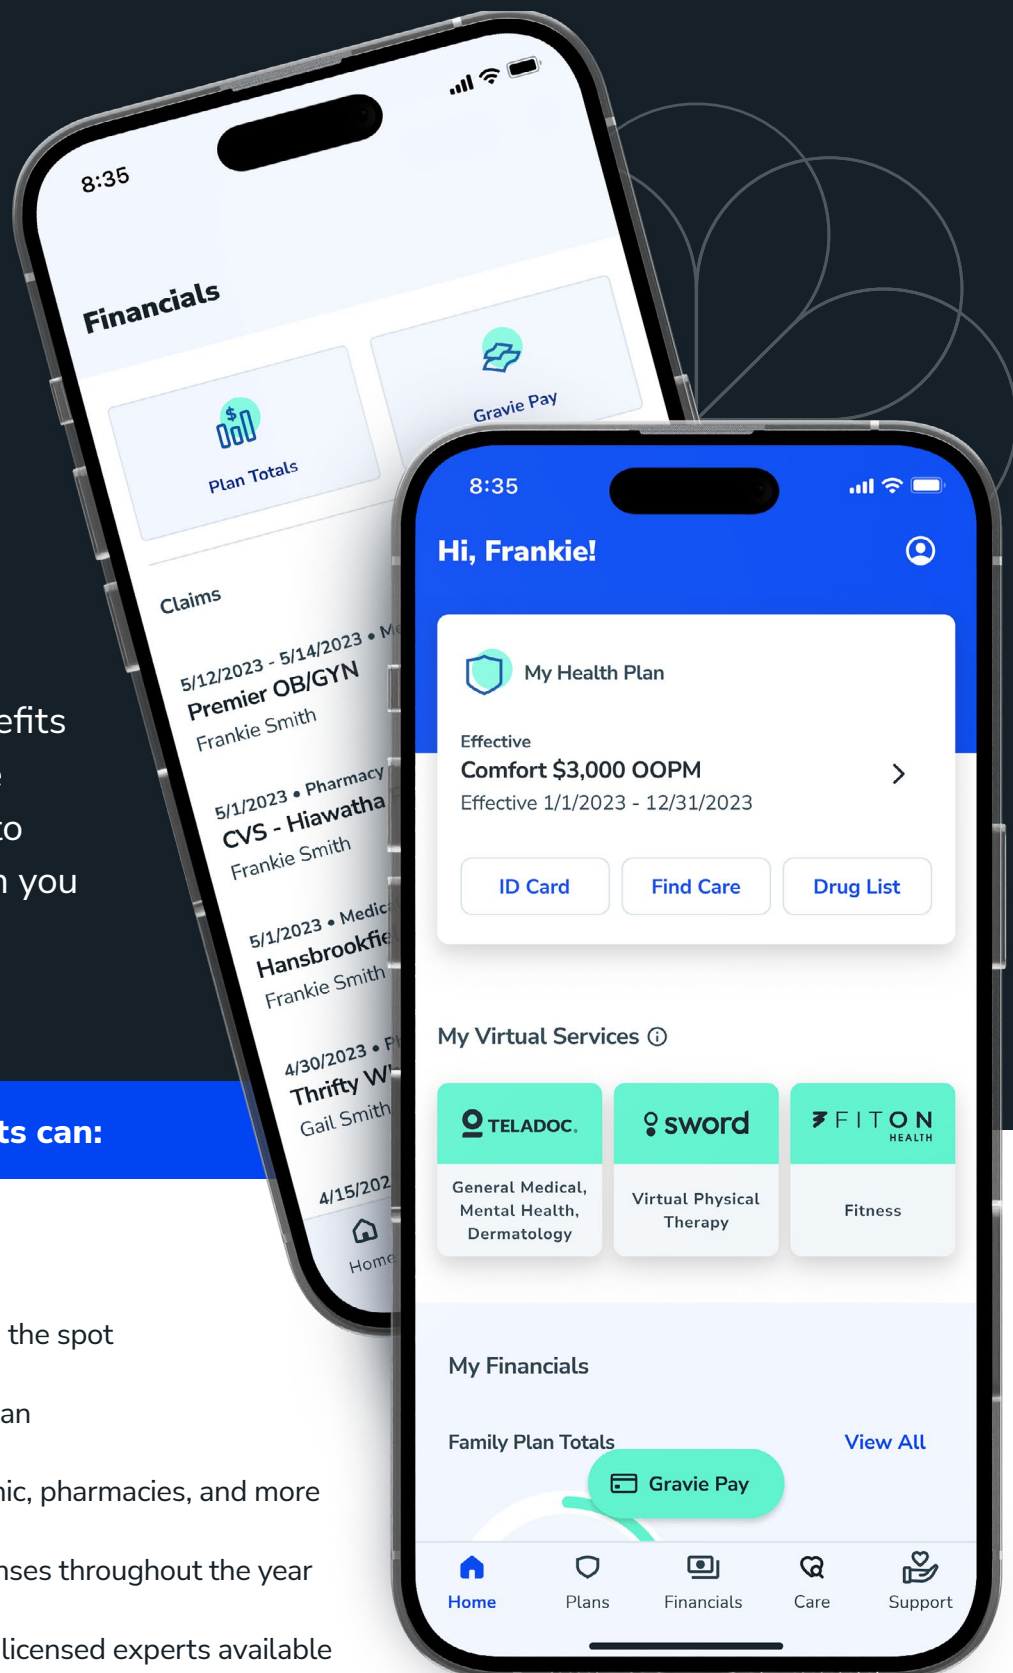 8:35
Financials
Plan Totals
Gravie Pay
Claims
5/12/2023 - 5/14/2023 •
Premier OB/GYN
Frankie Smith
5/1/2023 • Pharmacy
CVS - Hiawatha
Frankie Smith
5/1/2023 •
Frankie Smith
4/30/2023 •
Thrifty
Gail Smith
Home
to
you
can:
the spot
pharmacies, and more
throughout the year
licensed experts available
8:35
Hi, Frankie!
My Health Plan
Effective
Comfort $3,000 OOPM
Effective 1/1/2023 - 12/31/2023
ID Card
Find Care
Drug List
My Virtual Services
TELADOC.
General Medical,
Mental Health,
Dermatology
sword
Virtual Physical
Therapy
FITON
HEALTH
Fitness
My Financials
Family Plan Totals
View All
Gravie Pay
Home
Plans
Financials
Care
Support